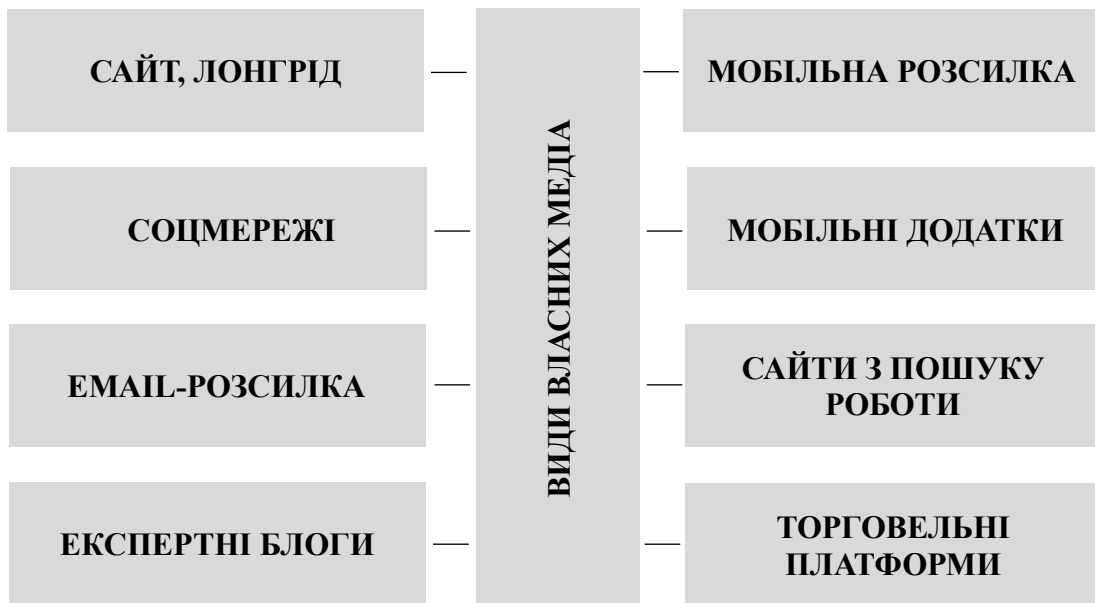 САЙТ, ЛОНГРІД
СОЦМЕРЕЖІ
EMAIL-РОЗСИЛКА
ЕКСПЕРТНІ БЛОГИ
ВИДИ ВЛАСНИХ МЕДІА
МОБІЛЬНА РОЗСИЛКА
МОБІЛЬНІ ДОДАТКИ
САЙТИ З ПОШУКУ
РОБОТИ
ТОРГОВЕЛЬНІ
ПЛАТФОРМИ